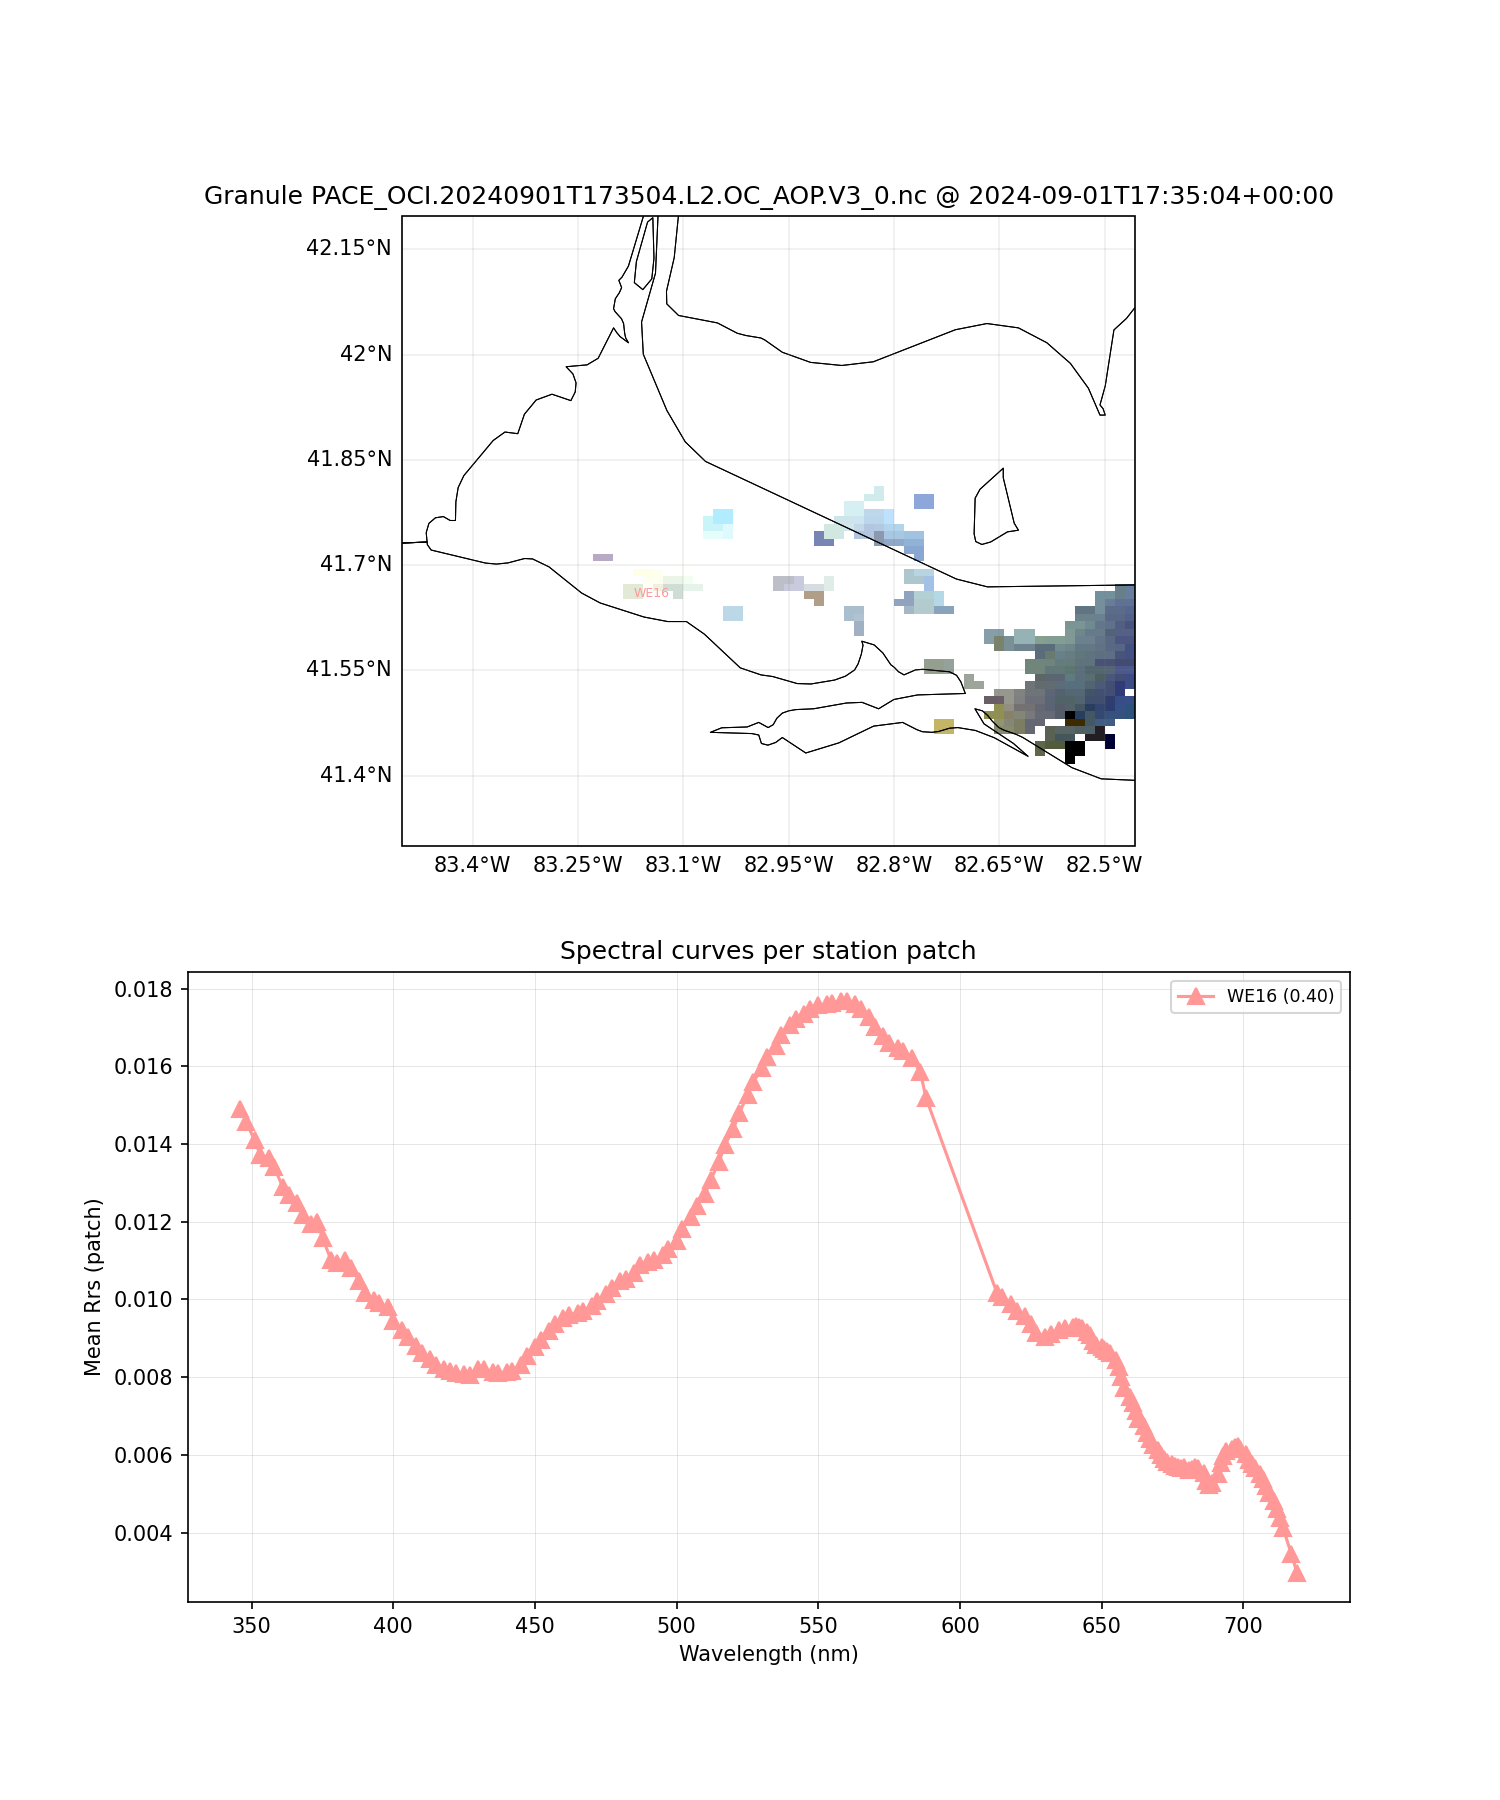 Granule PACE_OCI.20240901T173504.L2.OC_AOP.V3_0.nc @ 2024-09-01T17:35:04+00:00
42.15°N
42°N
41.85°N
41.7°N
41.55°N
41.4°N
WE16
83.4°W 83.25°W 83.1°W 82.95°W 82.8°W 82.65°W 82.5°W
Spectral curves per station patch
WE16 (0.40)
Mean Rrs (patch)
0.018
0.016
0.014
0.012
0.010
0.008
0.006
0.004
350 400 450 500 550 600 650 700
Wavelength (nm)